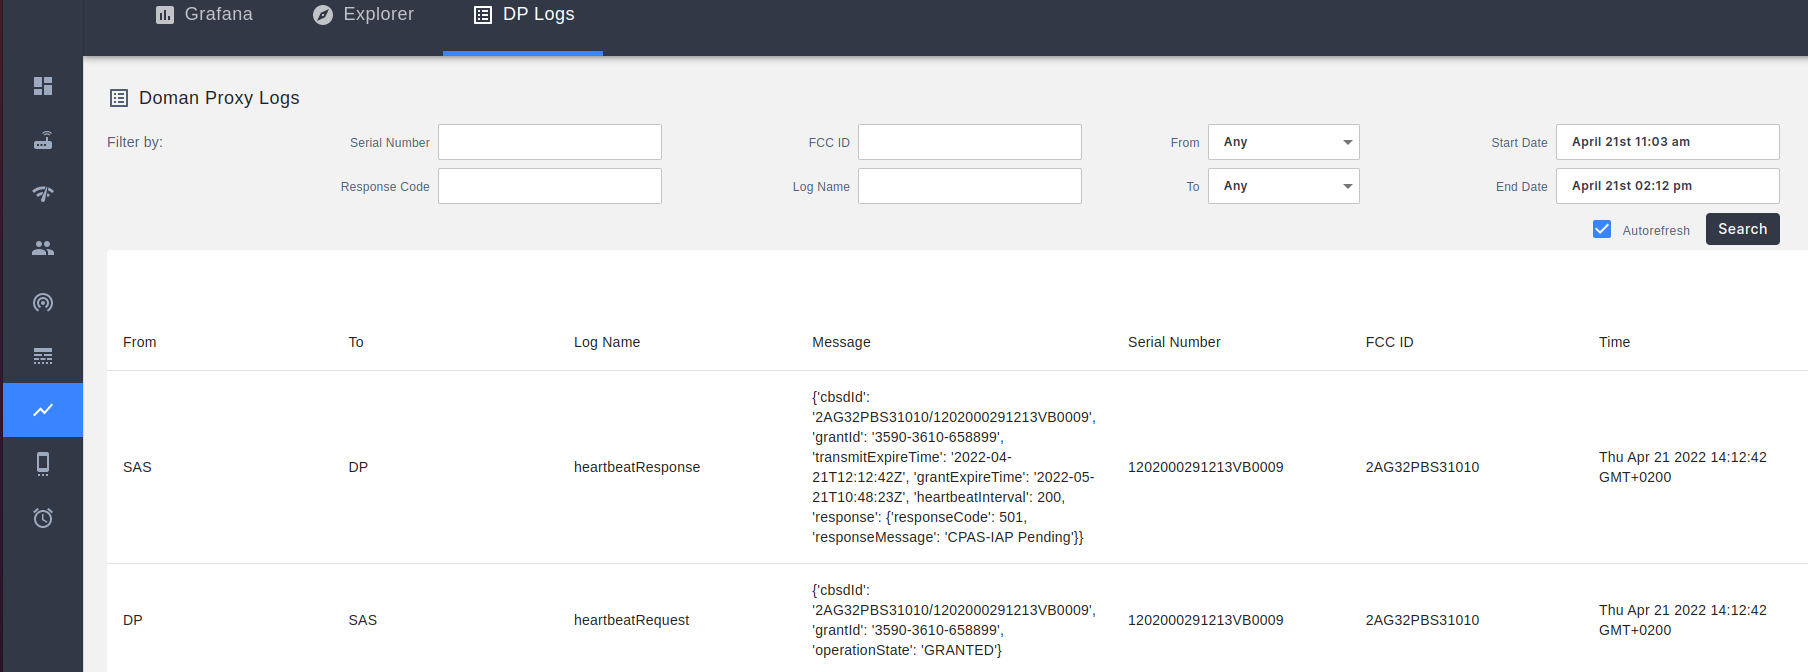 Grafana Explorer DP Logs
Doman Proxy Logs
Filter by: Serial Number FCC ID From Any Start Date April 21st 11:03 am
Response Code Log Name To Any End Date April 21st 02:12 pm
Autorefresh Search
From To Log Name Message Serial Number FCC ID Time
SAS DP heartbeatResponse
{'cbsdId':
'2AG32PBS31010/1202000291213VB0009',
'grantId': '3590-3610-658899',
'transmitExpireTime': '2022-04-
21T12:12:42Z', 'grantExpireTime': '2022-05-
21T10:48:23Z', 'heartbeatInterval': 200,
'response': {'responseCode': 501,
'responseMessage': 'CPAS-IAP Pending'}}
1202000291213VB0009 2AG32PBS31010
Thu Apr 21 2022 14:12:42
GMT+0200
DP SAS heartbeatRequest
{'cbsdId':
'2AG32PBS31010/1202000291213VB0009',
'grantId': '3590-3610-658899',
'operationState': 'GRANTED'}
1202000291213VB0009 2AG32PBS31010
Thu Apr 21 2022 14:12:42
GMT+0200